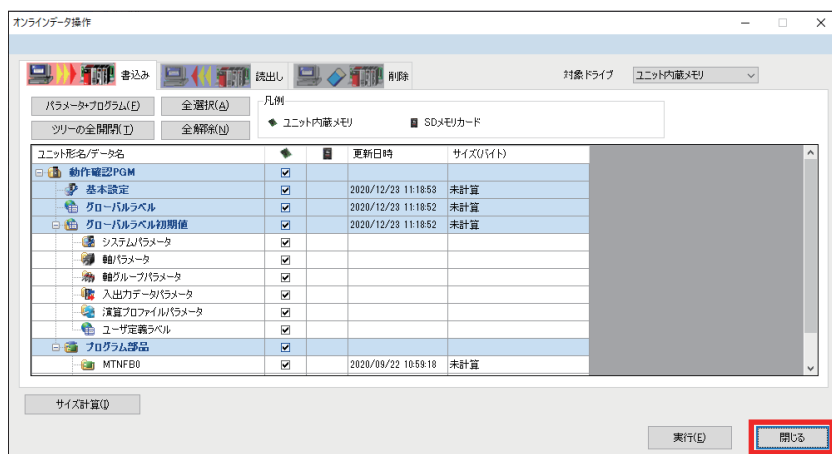 オンラインデータ操作
書込み 読出し 削除 対象ドライブ ユニット内蔵メモリ
パラメータ+プログラム(F) 全選択(A) 凡例
ツリーの全開閉(T) 全解除(N) ユニット内蔵メモリ SDメモリカード
ユニット形名/データ名 更新日時 サイズ(バイト)
動作確認PGM
基本設定 2020/12/23 11:18:53 未計算
グローバルラベル 2020/12/23 11:18:52 未計算
グローバルラベル初期値 2020/12/23 11:18:52 未計算
システムパラメータ
軸パラメータ
軸グループパラメータ
入出力データパラメータ
演算プロファイルパラメータ
ユーザ定義ラベル
プログラム部品
MTNFB0 2020/09/22 10:59:18 未計算
サイズ計算(I)
実行(E) 閉じる